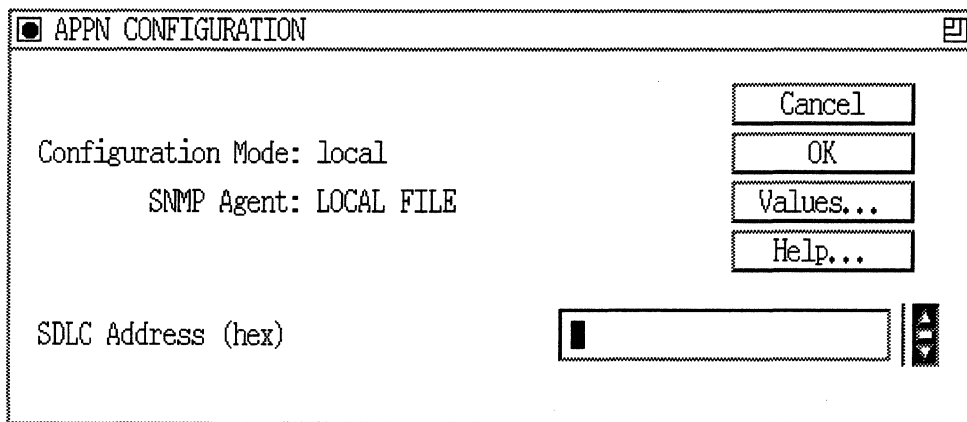 APPN CONFIGURATION
Cancel
Configuration Mode: local
OK
SNMP Agent: LOCAL FILE
Values...
Help...
SDLC Address (hex)